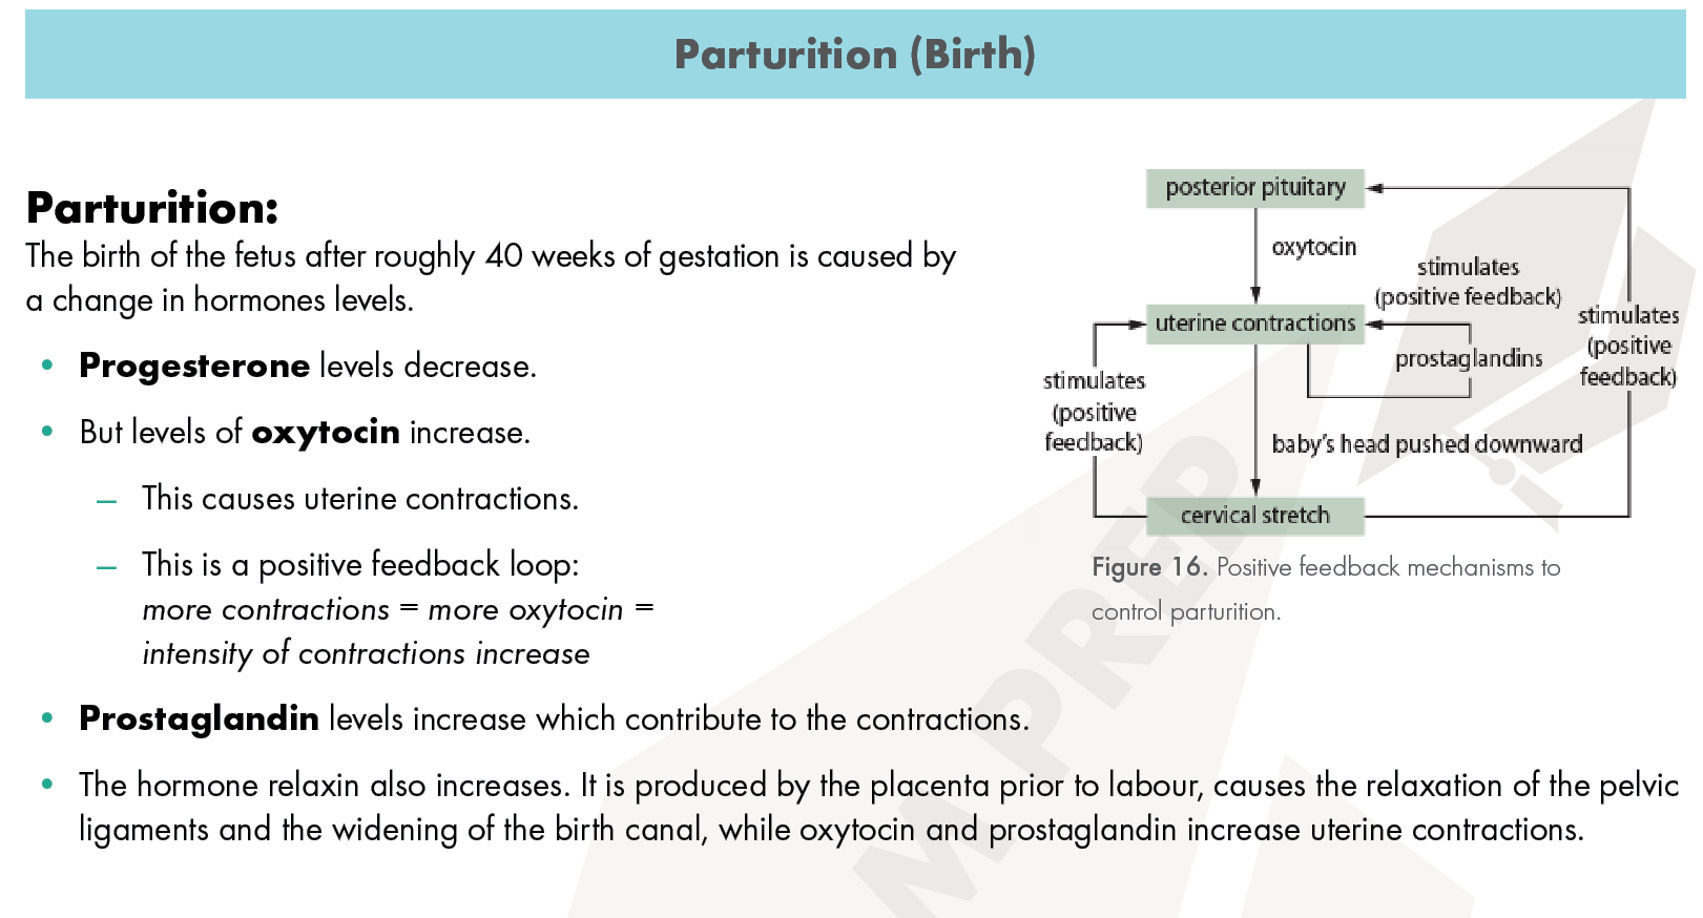 Parturition (Birth)
Parturition:
The birth of the fetus after roughly 40 weeks of gestation is caused by
a change in hormones levels.
• Progesterone levels decrease.
• But levels of oxytocin increase.
– This causes uterine contractions.
– This is a positive feedback loop:
more contractions = more oxytocin =
intensity of contractions increase
• Prostaglandin levels increase which contribute to the contractions.
• The hormone relaxin also increases. It is produced by the placenta prior to labour, causes the relaxation of the pelvic
ligaments and the widening of the birth canal, while oxytocin and prostaglandin increase uterine contractions.
posterior pituitary
oxytocin
stimulates
(positive feedback)
uterine contractions
prostaglandins
stimulates
(positive
feedback)
stimulates
(positive
feedback)
baby's head pushed downward
cervical stretch
Figure 16. Positive feedback mechanisms to
control parturition.
M PREP